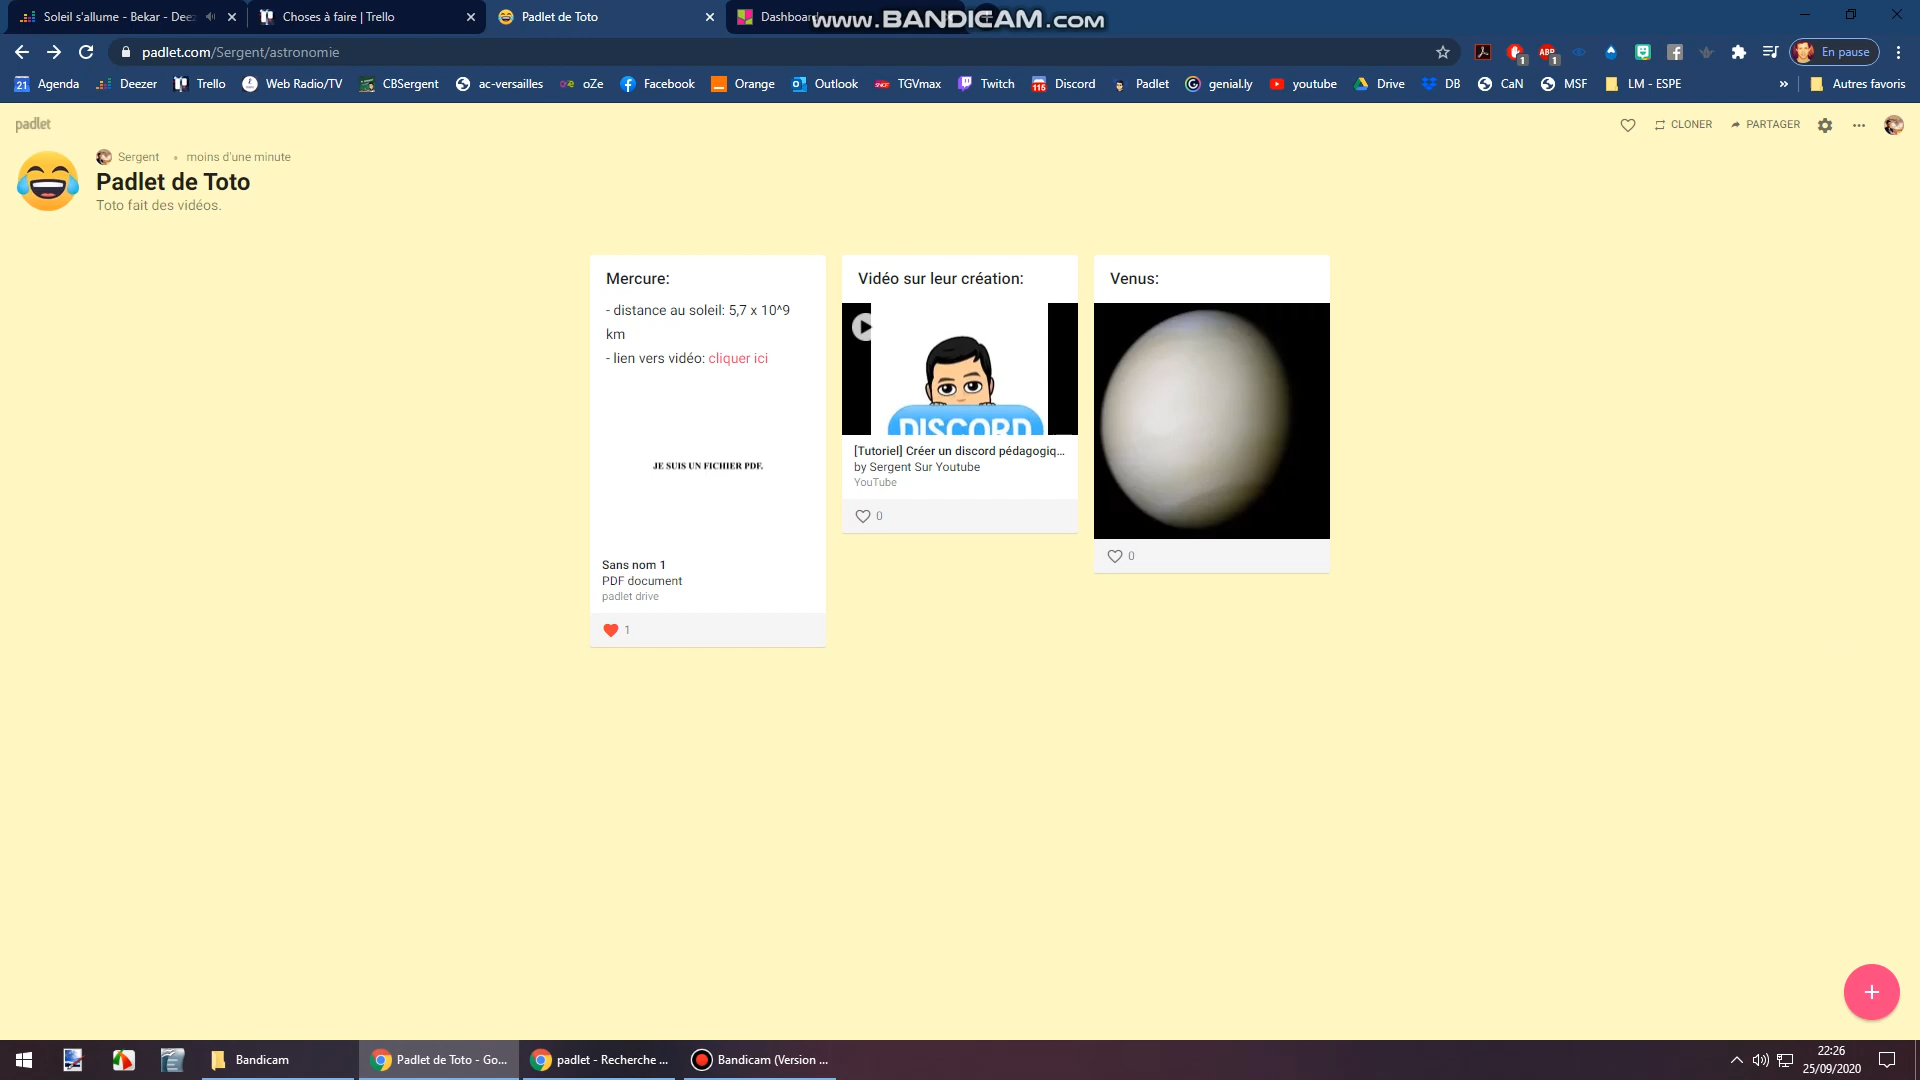 Soleil s'allume - Bekar - Deez
Choses à faire | Trello
Padlet de Toto
Dashboard
www.BANDICAM.com
padlet.com/Sergent/astronomie
1
ABP
1
En pause
21 Agenda
Deezer
Trello
Web Radio/TV
CBSergent
ac-versailles
oZe
Facebook
Orange
Outlook
TGVmax
Twitch
115 Discord
Padlet
genial.ly
youtube
Drive
DB
CaN
MSF
LM - ESPE
»
Autres favoris
padlet
CLONER
PARTAGER
Sergent • moins d'une minute
Padlet de Toto
Toto fait des vidéos.
Mercure:
- distance au soleil: 5,7 x 10^9
km
- lien vers vidéo: cliquer ici
JE SUIS UN FICHIER PDF.
Sans nom 1
PDF document
padlet drive
1
Vidéo sur leur création:
DISCORD
[Tutoriel] Créer un discord pédagogiq...
by Sergent Sur Youtube
YouTube
0
Venus:
0
Bandicam
Padlet de Toto - Go...
padlet - Recherche ...
Bandicam (Version ...
22:26
25/09/2020